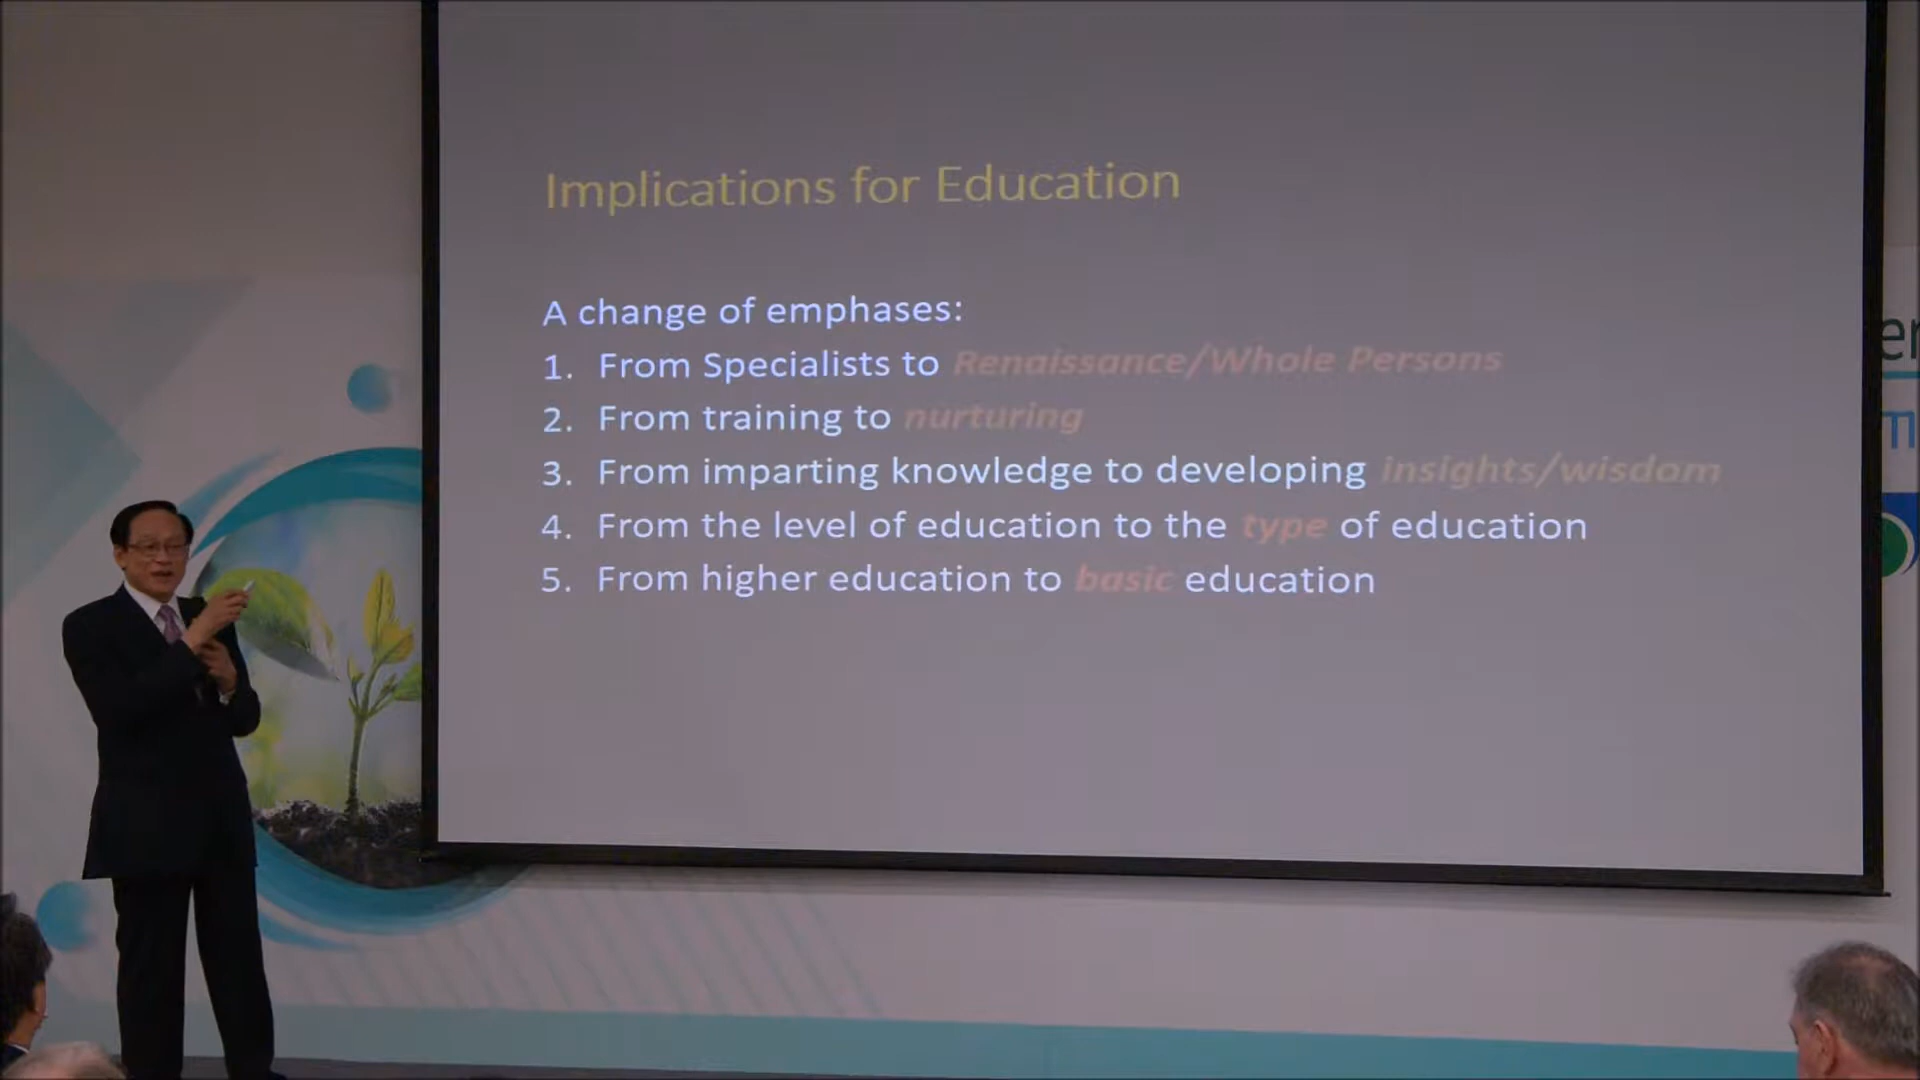 Implications for Education
A change of emphases:
1. From Specialists to Renaissance/Whole Persons
2. From training to nurturing
3. From imparting knowledge to developing insights/wisdom
4. From the level of education to the type of education
5. From higher education to basic education